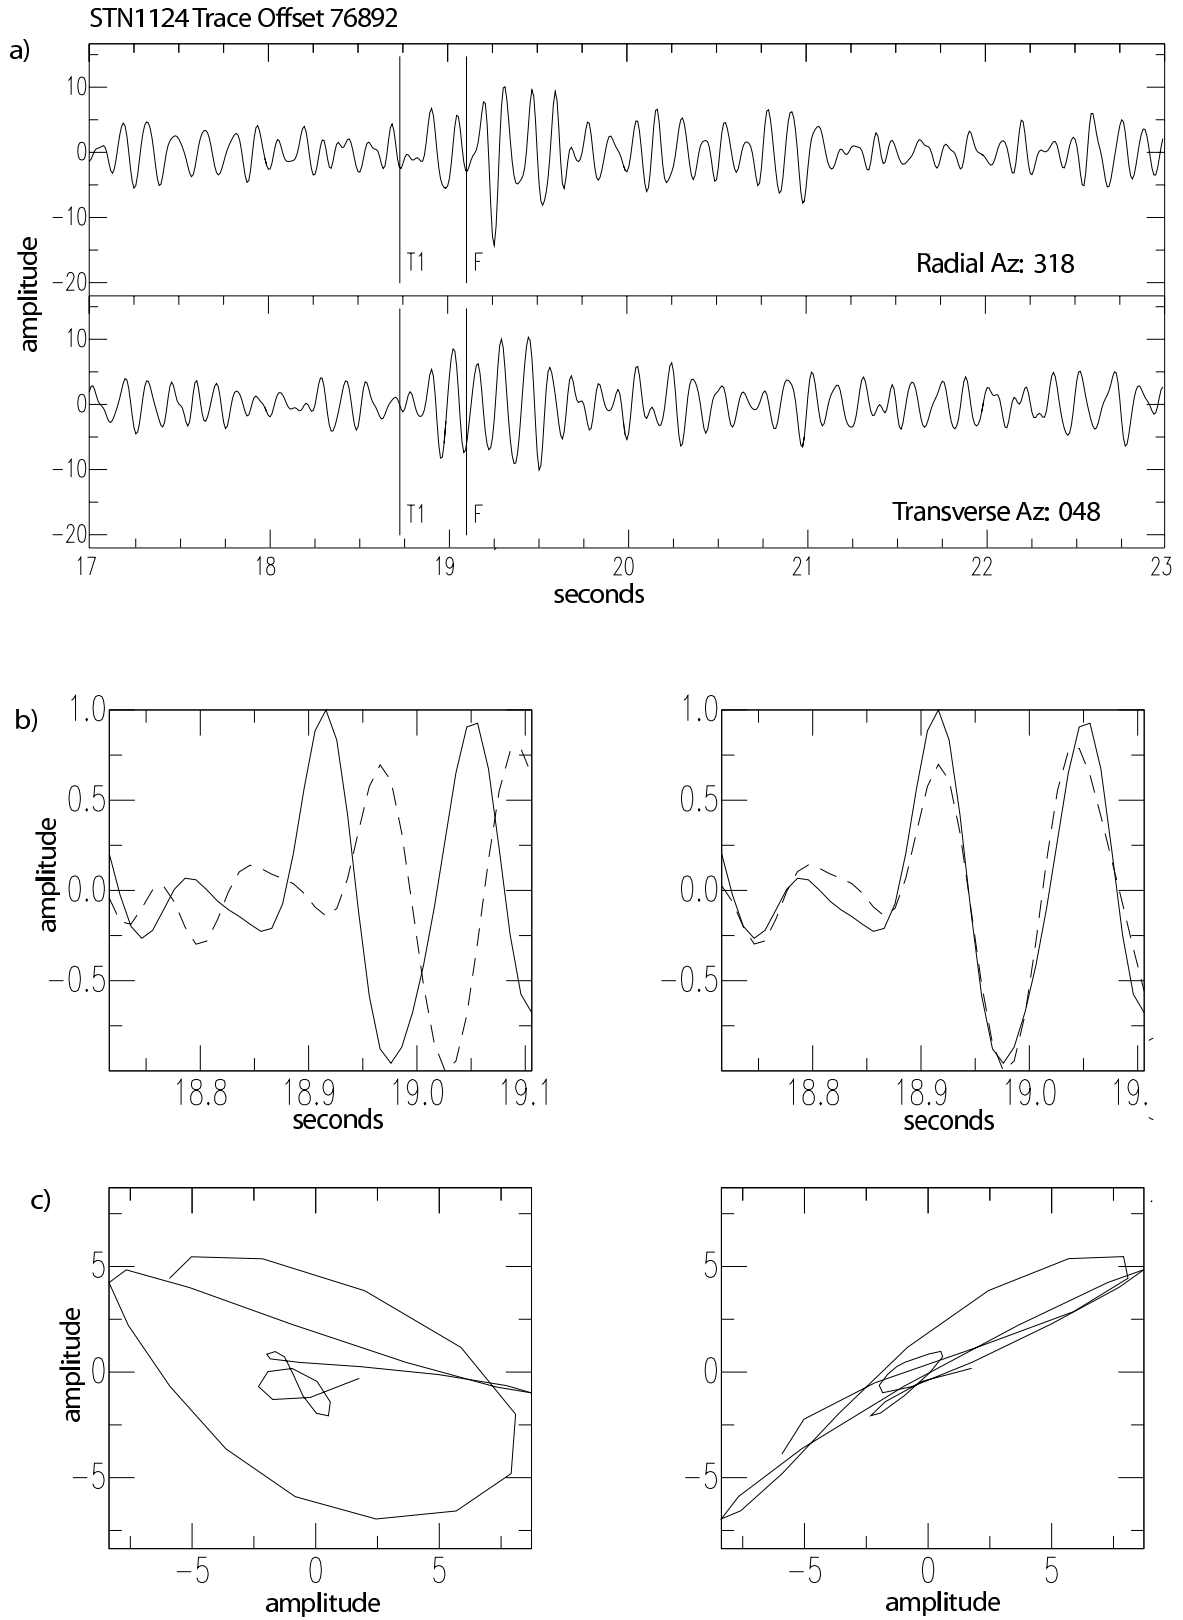 STN1124 Trace Offset 76892
a)
amplitude
10
0
−10
−20
T1 F
Radial Az: 318
10
0
−10
−20
T1 F
Transverse Az: 048
17 18 19 20 21 22 23
seconds
b)
amplitude
1.0
0.5
0.0
−0.5
18.8 18.9 19.0 19.1
seconds
1.0
0.5
0.0
−0.5
18.8 18.9 19.0 19.
seconds
c)
amplitude
5
0
−5
−5 0 5
amplitude
5
0
−5
−5 0 5
amplitude